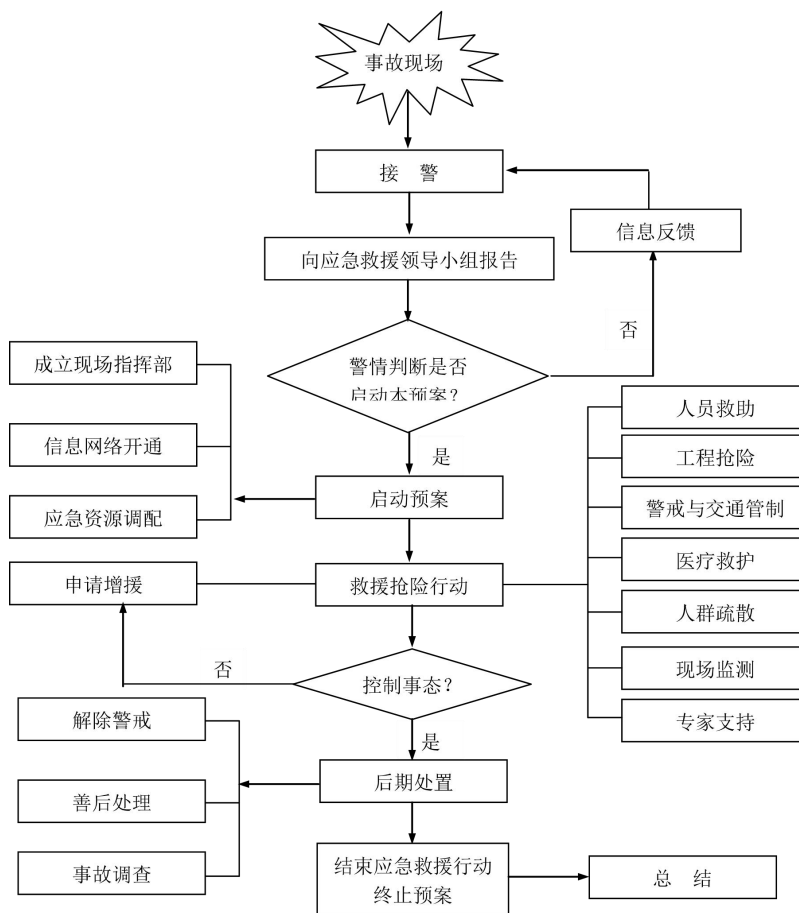 事故现场
接 警
信息反馈
向应急救援领导小组报告
否
警情判断是否
启动本预案？
成立现场指挥部
信息网络开通
应急资源调配
是
启动预案
人员救助
工程抢险
警戒与交通管制
医疗救护
人群疏散
现场监测
专家支持
申请增援
救援抢险行动
否
控制事态？
是
解除警戒
善后处理
事故调查
后期处置
结束应急救援行动
终止预案
总 结